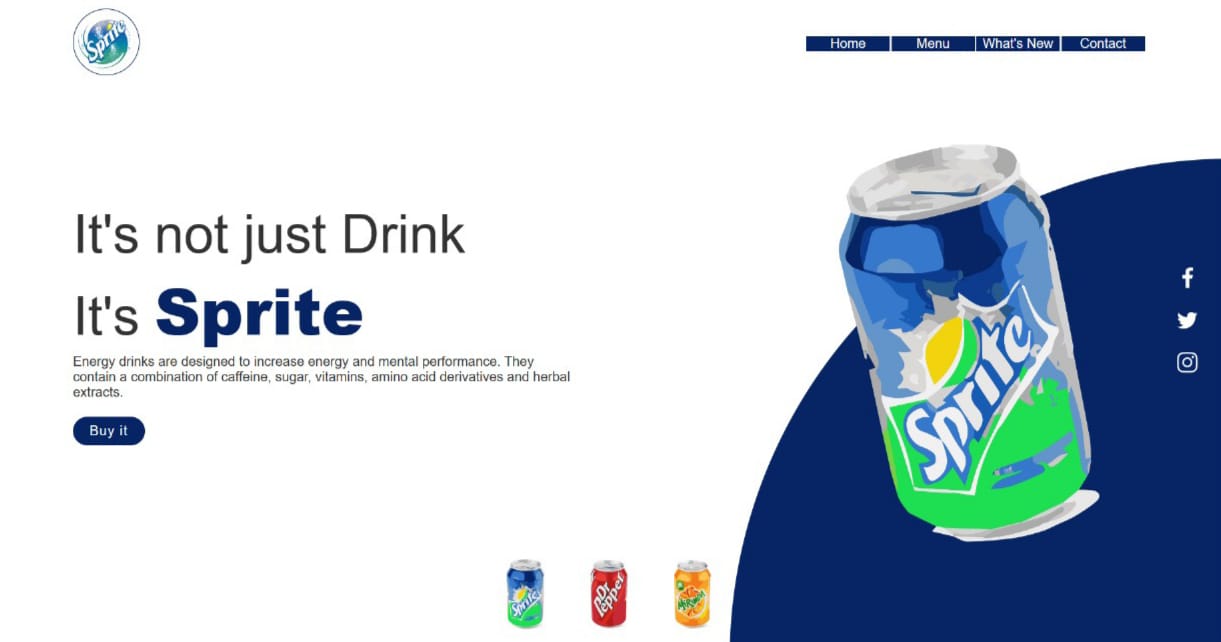 Sprite
Home Menu What's New Contact
It's not just Drink
It's Sprite
Energy drinks are designed to increase energy and mental performance. They
contain a combination of caffeine, sugar, vitamins, amino acid derivatives and herbal
extracts.
Buy it
Sprite
Sprite
Dr
Pepper
Mirinda